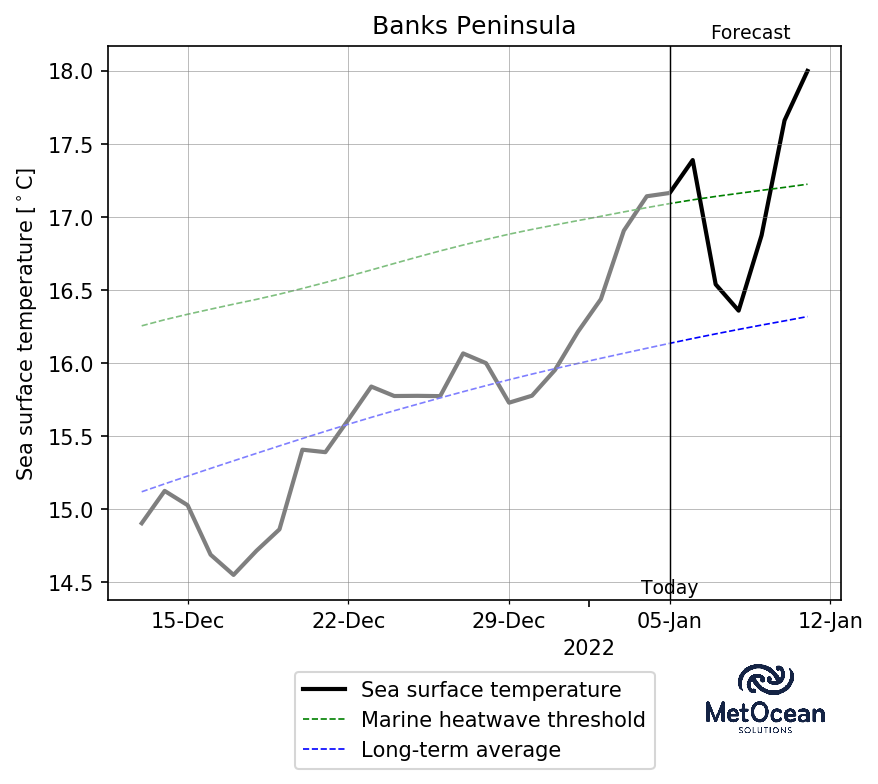 Banks Peninsula
Forecast
18.0
17.5
17.0
16.5
16.0
15.5
15.0
14.5
Sea surface temperature [°C]
Today
15-Dec 22-Dec 29-Dec 05-Jan 12-Jan
2022
Sea surface temperature
Marine heatwave threshold
Long-term average
MetOcean
SOLUTIONS